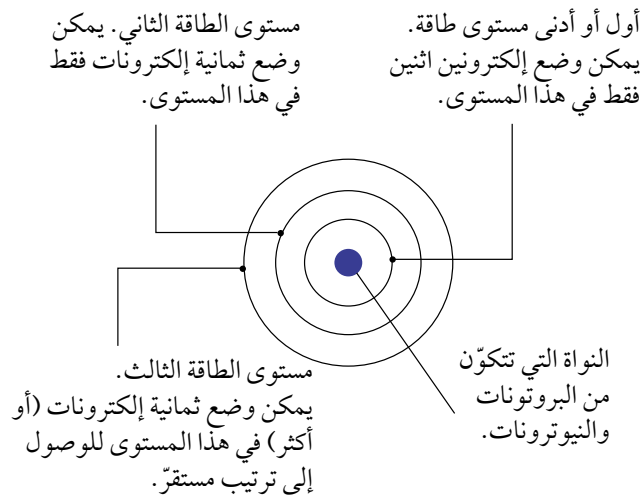 أول أو أدنى مستوى طاقة.
يمكن وضع إلكترونين اثنين
فقط في هذا المستوى.
مستوى الطاقة الثاني. يمكن
وضع ثمانية إلكترونات فقط
في هذا المستوى.
النواة التي تتكوّن
من البروتونات
والنيوترونات.
مستوى الطاقة الثالث.
يمكن وضع ثمانية إلكترونات (أو
أكثر) في هذا المستوى للوصول
إلى ترتيب مستقرّ.